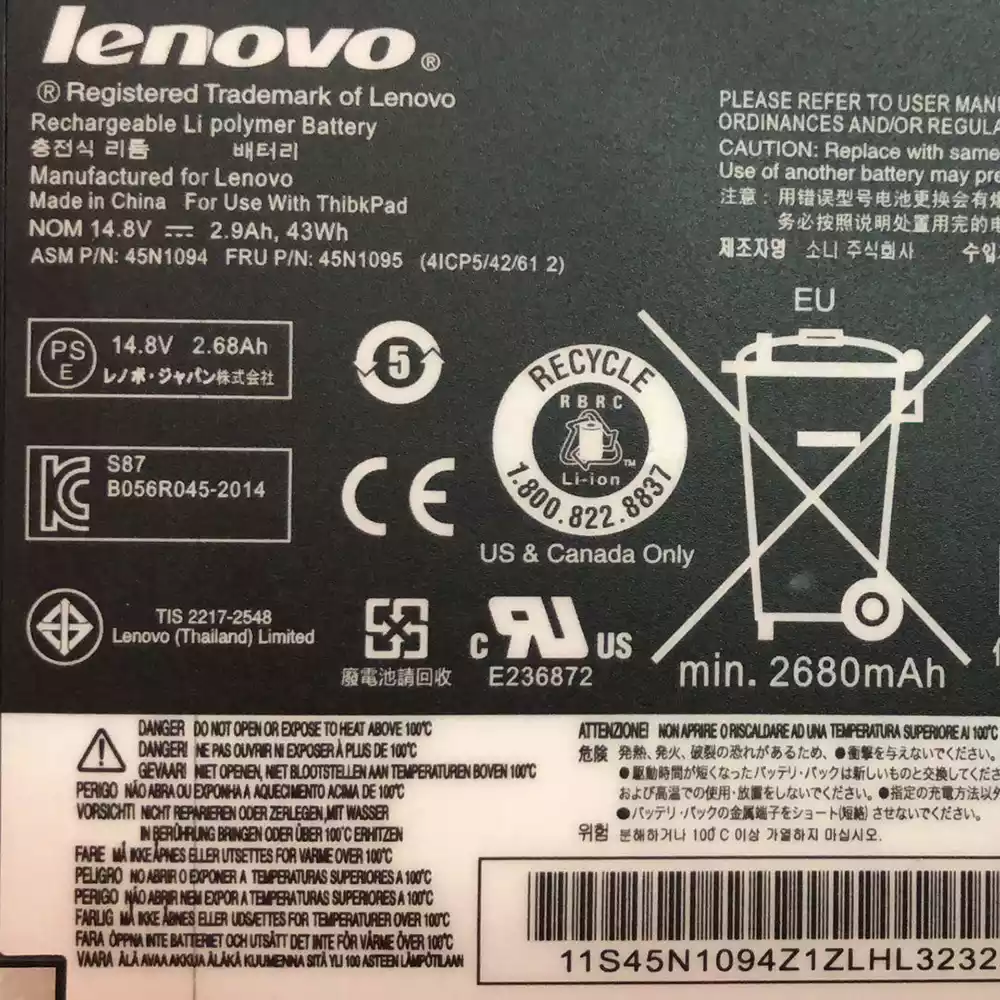 lenovo®
® Registered Trademark of Lenovo
Rechargeable Li polymer Battery
충전식 리튬 배터리
Manufactured for Lenovo
Made in China For Use With ThibkPad
NOM 14.8V ⎓ 2.9Ah, 43Wh
ASM P/N: 45N1094 FRU P/N: 45N1095 (4ICP5/42/61 2)
PLEASE REFER TO USER MAN
ORDINANCES AND/OR REGULA
CAUTION: Replace with same
Use of another battery may pre
注意：用错误型号电池更换会有
务必按照说明处置用完的
제조자명 소니 주식회사 수입
PS
E
14.8V 2.68Ah
レノボ・ジャパン株式会社
5
RECYCLE
RBRC
TM
Li-ion
1.800.822.8837
US & Canada Only
EU
min. 2680mAh
S87
B056R045-2014
CE
TIS 2217-2548
Lenovo (Thailand) Limited
廢電池請回收
c RU US
E236872
DANGER DO NOT OPEN OR EXPOSE TO HEAT ABOVE 100℃
DANGER! NE PAS OUVRIR NI EXPOSER À PLUS DE 100℃
GEVAAR! NIET OPENEN, NIET BLOOTSTELLEN AAN TEMPERATUREN BOVEN 100℃
PERIGO NÃO ABRA OU EXPONHA A AQUECIMENTO ACIMA DE 100℃
VORSICHT! NICHT REPARIEREN ODER ZERLEGEN, MIT WASSER
IN BERÜHRUNG BRINGEN ODER ÜBER 100℃ ERHITZEN
FARE MÅ IKKE ÅPNES ELLER UTSETTES FOR VARME OVER 100℃
PELIGRO NO ABRIR O EXPONER A TEMPERATURAS SUPERIORES A 100℃
PERIGO NÃO ABRIR NEM EXPOR A TEMPERATURAS SUPERIORES A 100℃
FARLIG MÅ IKKE ÅBNES ELLER UDSÆTTES FOR TEMPERATURER OVER 100℃
FARA ÖPPNA INTE BATTERIET OCH UTSÄTT DET INTE FÖR VÄRME ÖVER 100℃
VAARA ÄLÄ AVAA AKKUA ÄLÄKÄ KUUMENNA SITÄ YLI 100 ASTEEN LÄMPÖTILAAN
ATTENZIONE! NON APRIRE O RISCALDARE AD UNA TEMPERATURA SUPERIORE AI 100℃
危険 発熱、発火、破裂の恐れがあるため、●衝撃を与えないでください。
●駆動時間が短くなったバッテリ・パックは新しいものと交換してくださ
および高温での使用・放置をしないでください。●指定の充電方法以外
●バッテリ・パックの金属端子をショート(短絡) させないでください。
위험 분해하거나 100℃ 이상 가열하지 마십시오.
11S45N1094Z1ZLHL3232